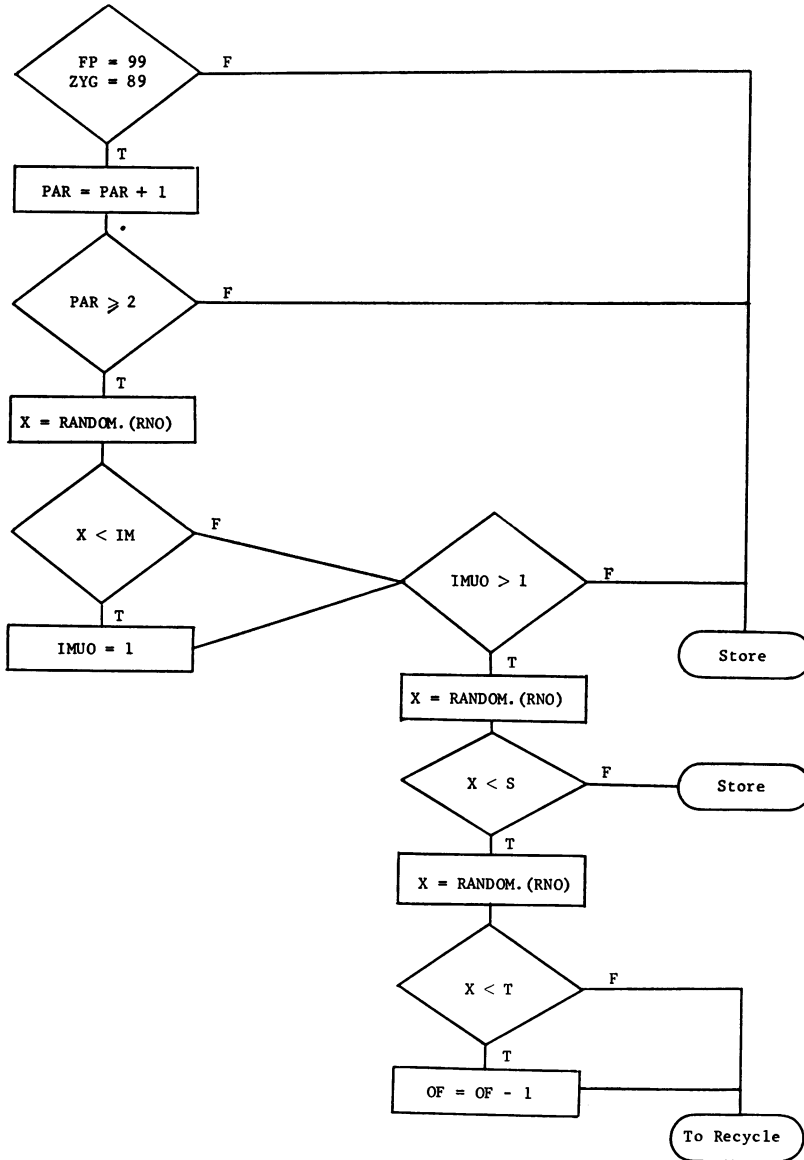 FP = 99
ZYG = 89
F
T
PAR = PAR + 1
PAR ⩾ 2
F
T
X = RANDOM.(RNO)
X < IM
F
T
IMUO = 1
IMUO > 1
F
T
Store
X = RANDOM.(RNO)
X < S
F
Store
T
X = RANDOM.(RNO)
X < T
F
T
OF = OF - 1
To Recycle